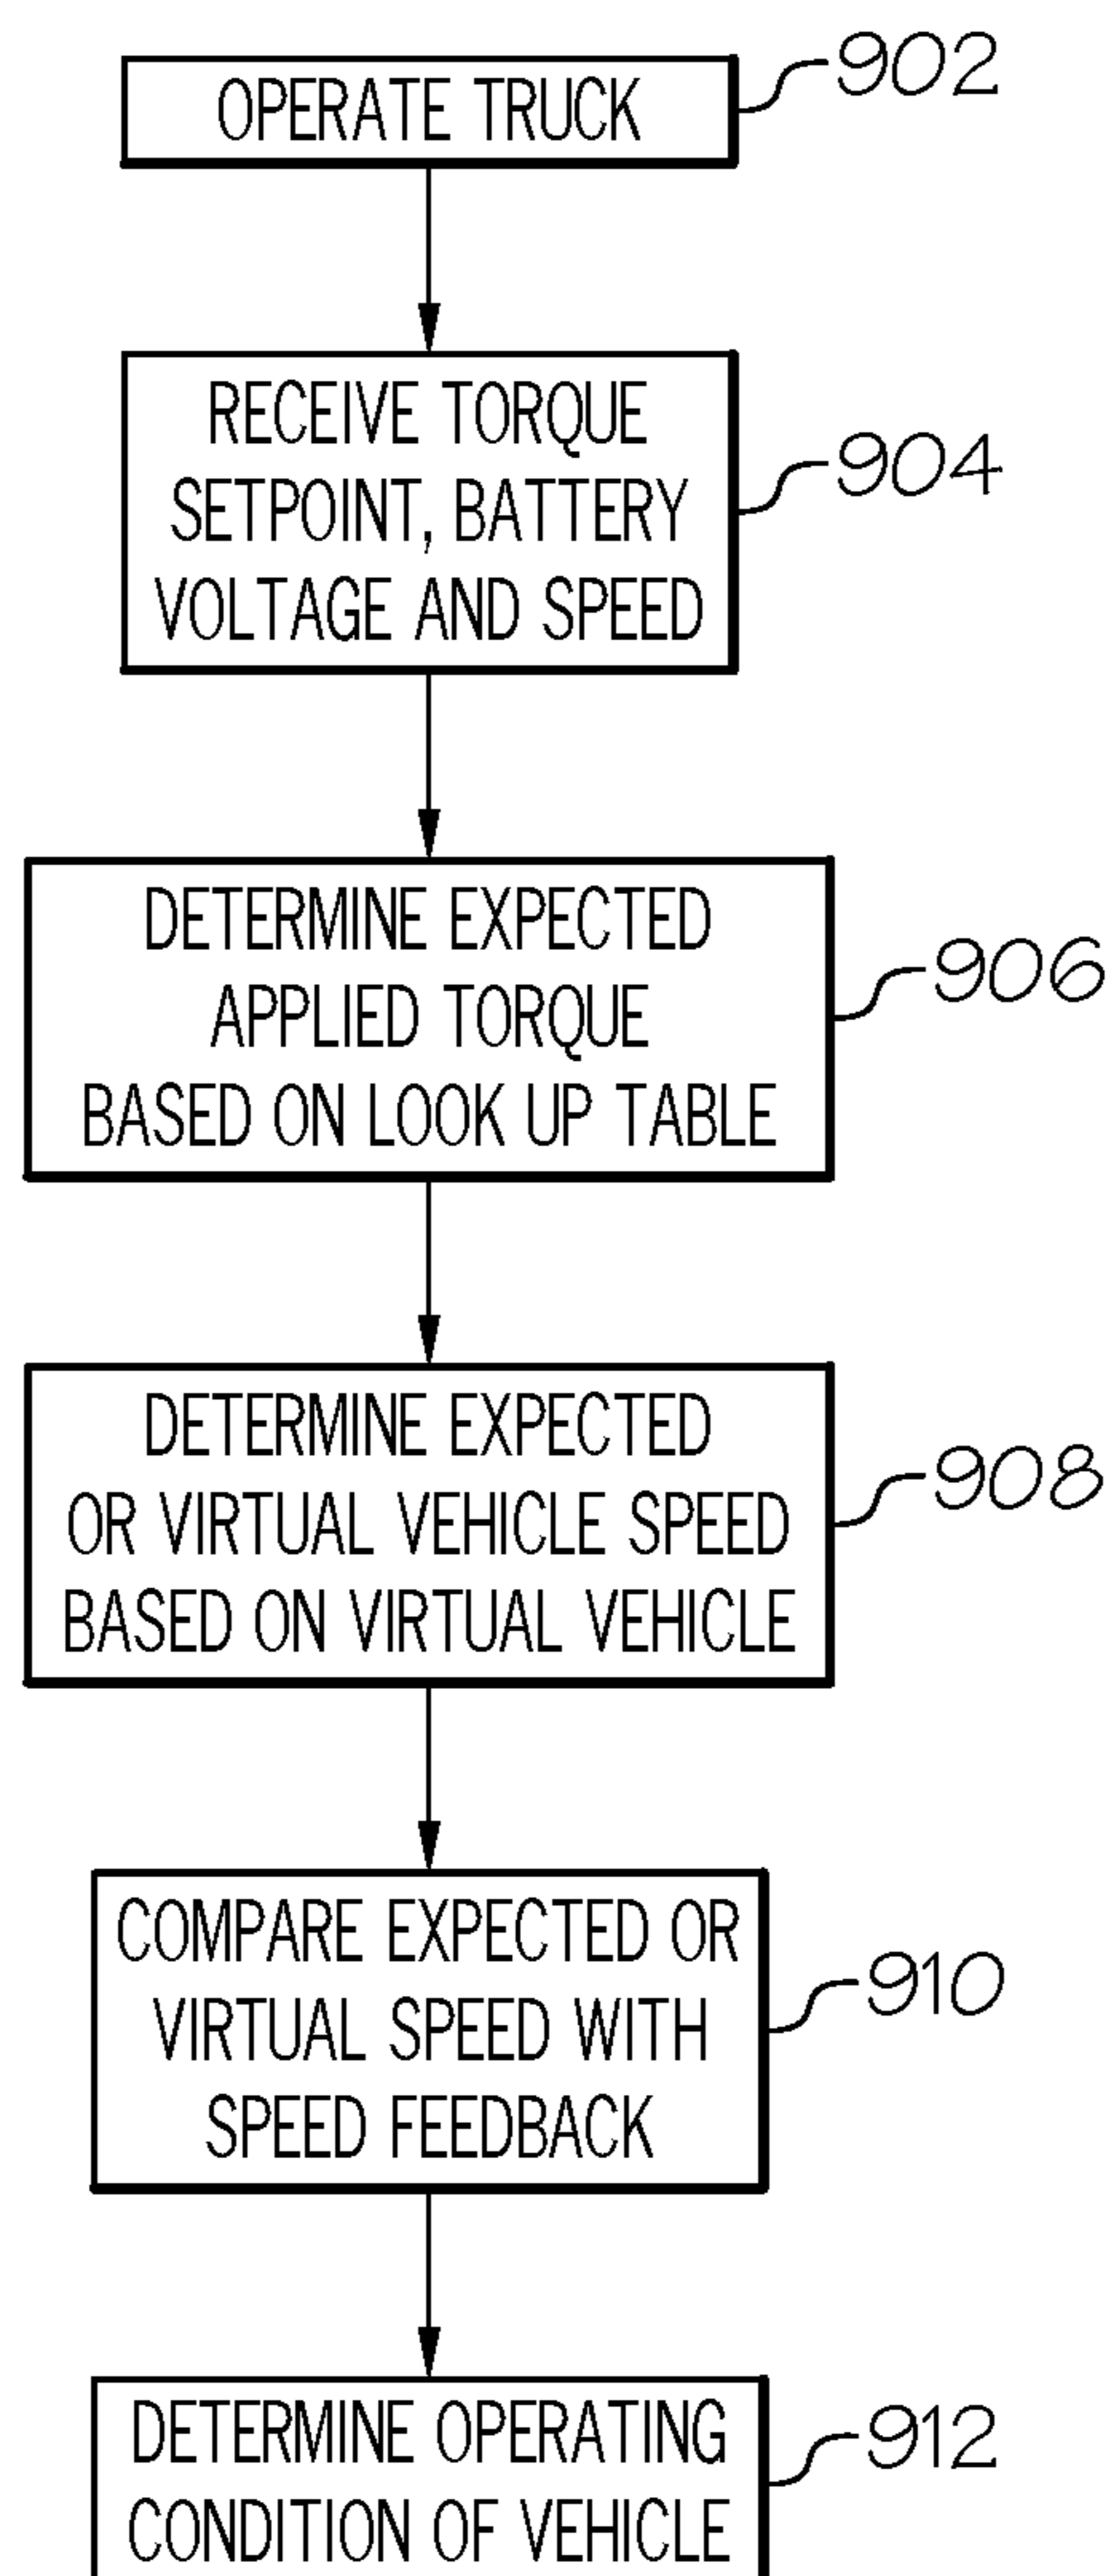 OPERATE TRUCK
902
RECEIVE TORQUE
SETPOINT, BATTERY
VOLTAGE AND SPEED
904
DETERMINE EXPECTED
APPLIED TORQUE
BASED ON LOOK UP TABLE
906
DETERMINE EXPECTED
OR VIRTUAL VEHICLE SPEED
BASED ON VIRTUAL VEHICLE
908
COMPARE EXPECTED OR
VIRTUAL SPEED WITH
SPEED FEEDBACK
910
DETERMINE OPERATING
CONDITION OF VEHICLE
912